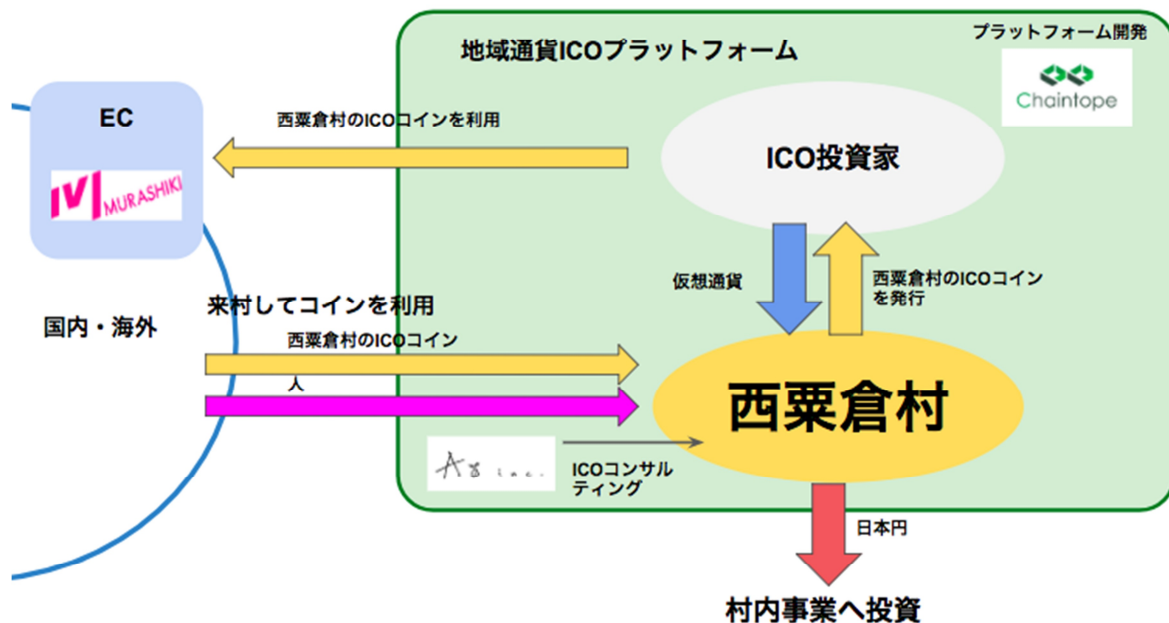 プラットフォーム開発
地域通貨ICOプラットフォーム
Chaintope
EC
MURASHIKI
西粟倉村のICOコインを利用
ICO投資家
仮想通貨
西粟倉村のICOコイン
を発行
国内・海外
来村してコインを利用
西粟倉村のICOコイン
人
西粟倉村
inc.
ICOコンサル
ティング
日本円
村内事業へ投資